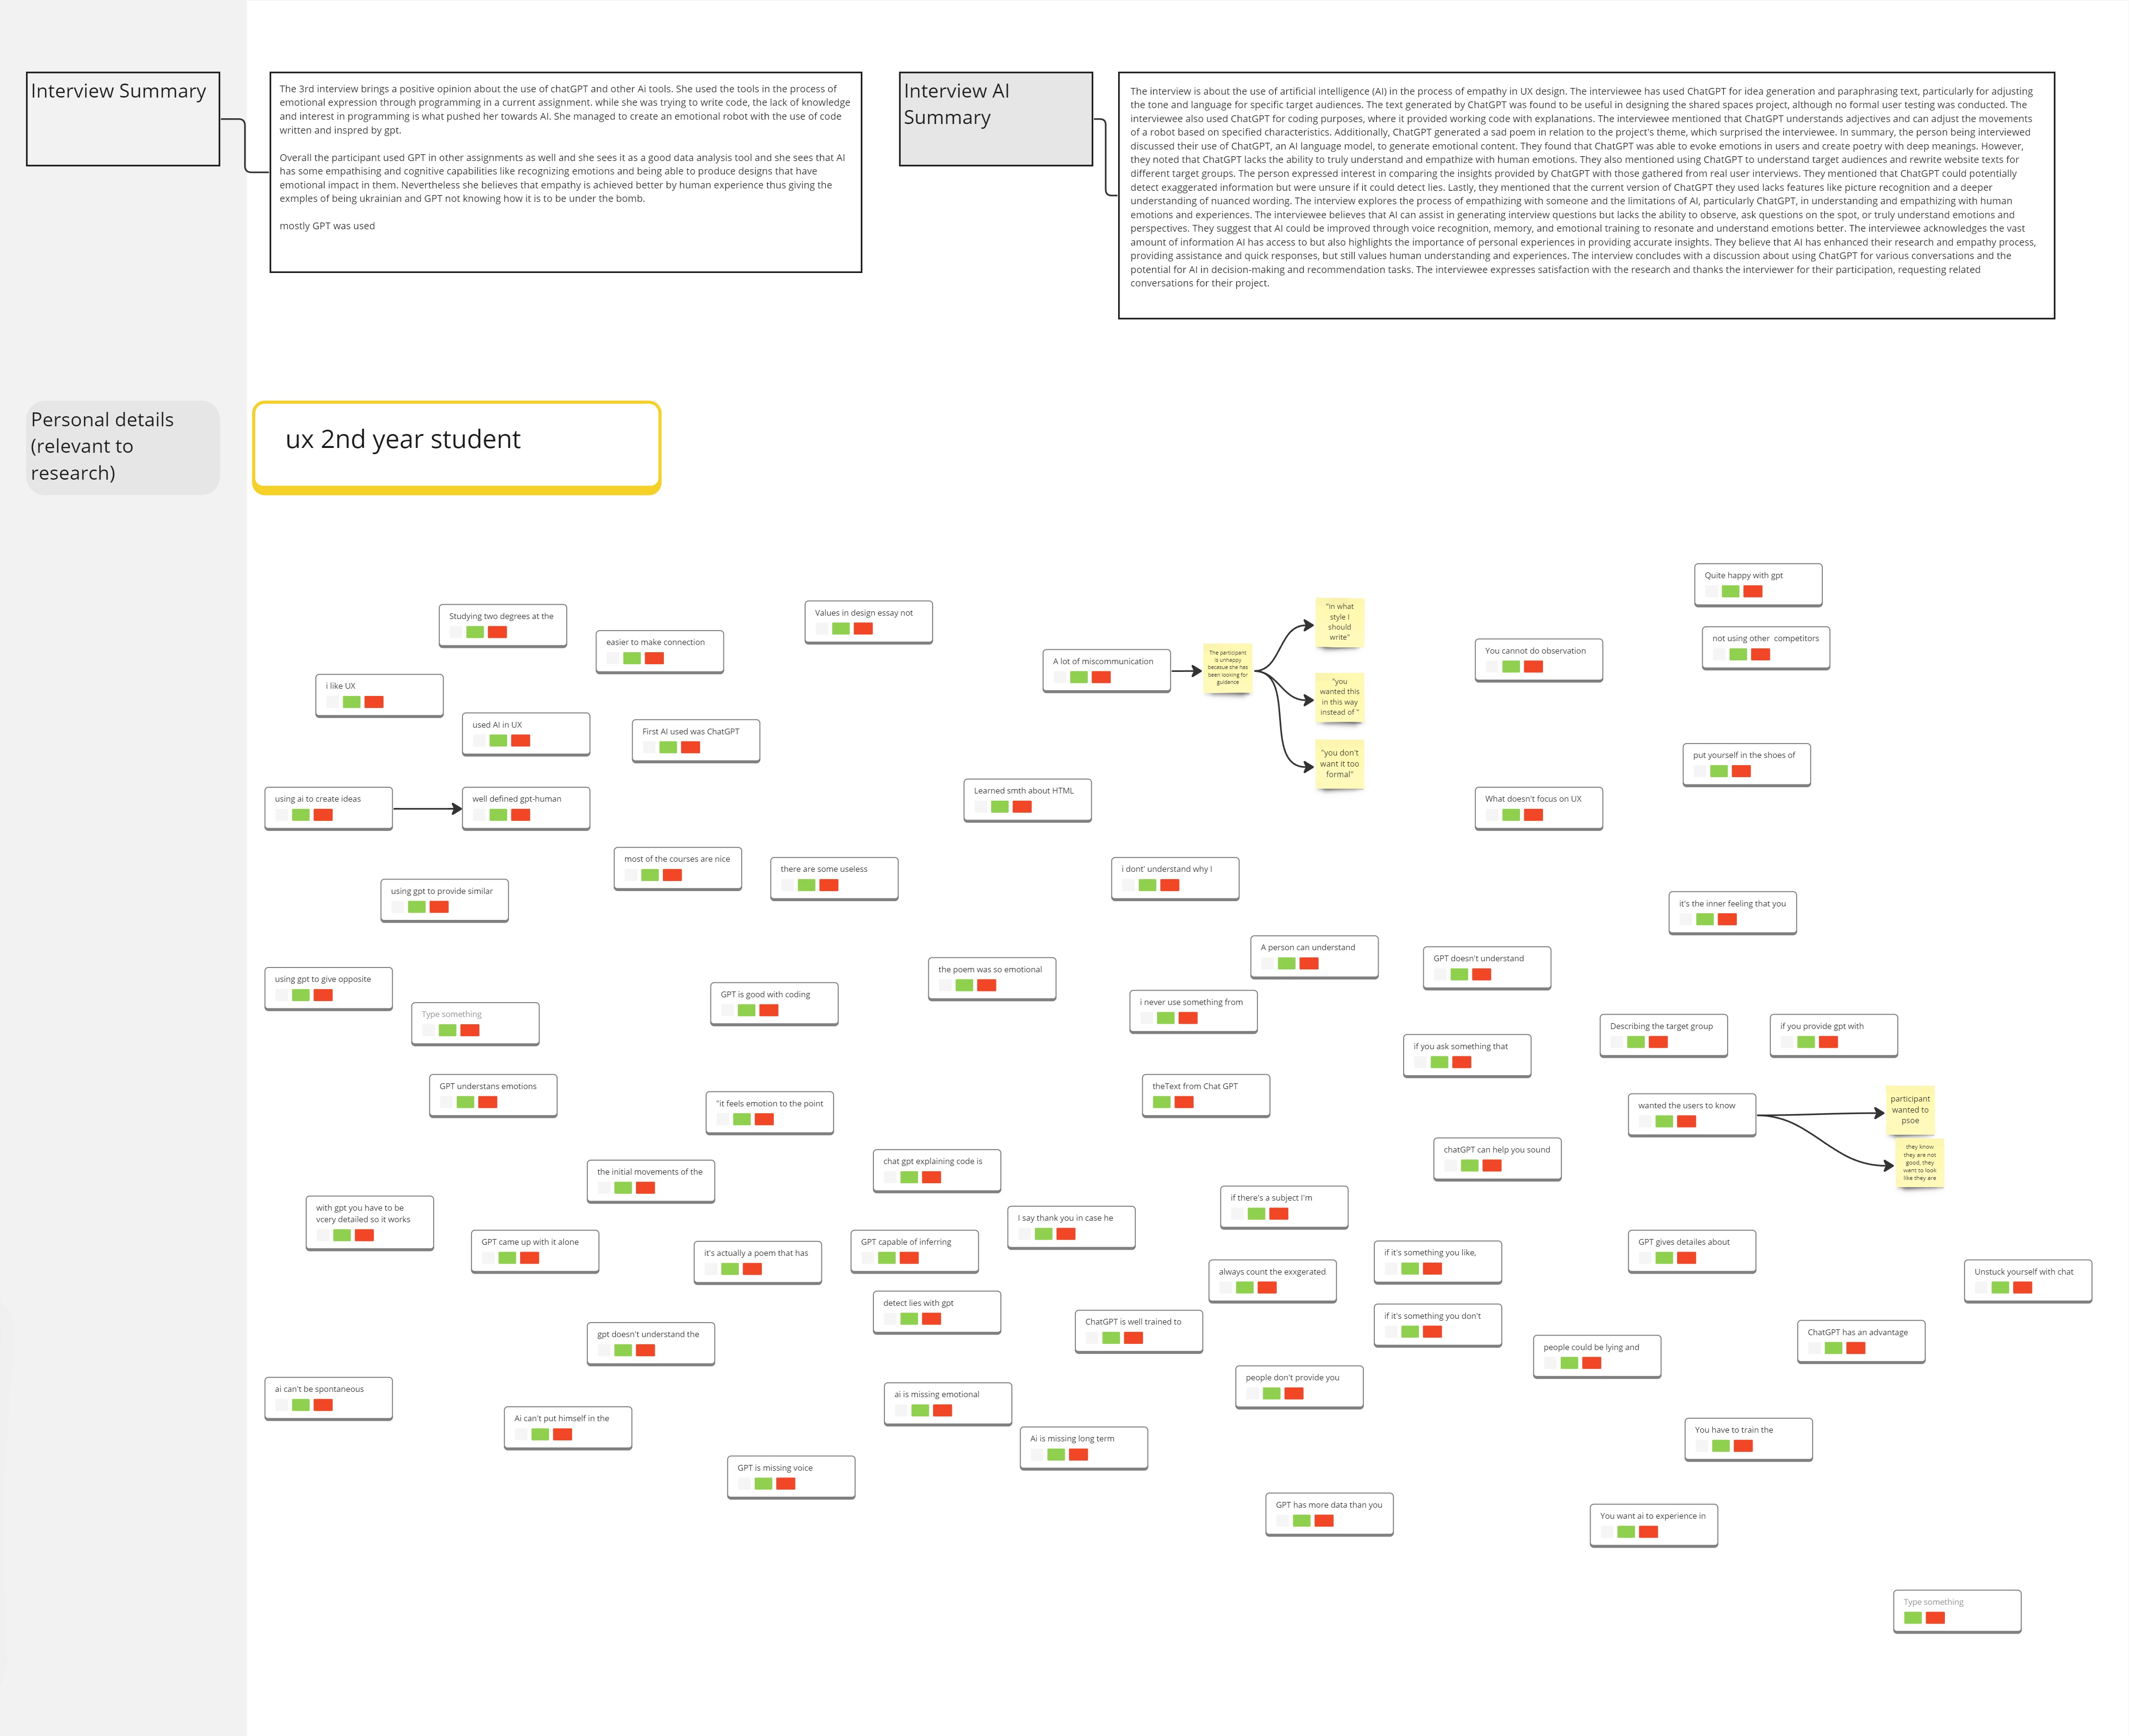 Interview Summary
The 3rd interview brings a positive opinion about the use of chatGPT and other Ai tools. She used the tools in the process of
emotional expression through programming in a current assignment. while she was trying to write code, the lack of knowledge
and interest in programming is what pushed her towards AI. She managed to create an emotional robot with the use of code
written and inspred by gpt.
Overall the participant used GPT in other assignments as well and she sees it as a good data analysis tool and she sees that AI
has some empathising and cognitive capabilities like recognizing emotions and being able to produce designs that have
emotional impact in them. Nevertheless she believes that empathy is achieved better by human experience thus giving the
exmples of being ukrainian and GPT not knowing how it is to be under the bomb.
mostly GPT was used
Interview AI
Summary
The interview is about the use of artificial intelligence (AI) in the process of empathy in UX design. The interviewee has used ChatGPT for idea generation and paraphrasing text, particularly for adjusting
the tone and language for specific target audiences. The text generated by ChatGPT was found to be useful in designing the shared spaces project, although no formal user testing was conducted. The
interviewee also used ChatGPT for coding purposes, where it provided working code with explanations. The interviewee mentioned that ChatGPT understands adjectives and can adjust the movements
of a robot based on specified characteristics. Additionally, ChatGPT generated a sad poem in relation to the project's theme, which surprised the interviewee. In summary, the person being interviewed
discussed their use of ChatGPT, an AI language model, to generate emotional content. They found that ChatGPT was able to evoke emotions in users and create poetry with deep meanings. However,
they noted that ChatGPT lacks the ability to truly understand and empathize with human emotions. They also mentioned using ChatGPT to understand target audiences and rewrite website texts for
different target groups. The person expressed interest in comparing the insights provided by ChatGPT with those gathered from real user interviews. They mentioned that ChatGPT could potentially
detect exaggerated information but were unsure if it could detect lies. Lastly, they mentioned that the current version of ChatGPT they used lacks features like picture recognition and a deeper
understanding of nuanced wording. The interview explores the process of empathizing with someone and the limitations of AI, particularly ChatGPT, in understanding and empathizing with human
emotions and experiences. The interviewee believes that AI can assist in generating interview questions but lacks the ability to observe, ask questions on the spot, or truly understand emotions and
perspectives. They suggest that AI could be improved through voice recognition, memory, and emotional training to resonate and understand emotions better. The interviewee acknowledges the vast
amount of information AI has access to but also highlights the importance of personal experiences in providing accurate insights. They believe that AI has enhanced their research and empathy process,
providing assistance and quick responses, but still values human understanding and experiences. The interview concludes with a discussion about using ChatGPT for various conversations and the
potential for AI in decision-making and recommendation tasks. The interviewee expresses satisfaction with the research and thanks the interviewer for their participation, requesting related
conversations for their project.
Personal details
(relevant to
research)
ux 2nd year student
Quite happy with gpt
Studying two degrees at the
Values in design essay not
"In what
style I
should
write"
easier to make connection
not using other  competitors
A lot of miscommunication
The participant
is unhappy
becasue she has
been looking for
guidance
You cannot do observation
i like UX
"you
wanted this
in this way
instead of "
used AI in UX
First AI used was ChatGPT
"you don't
want it too
formal"
put yourself in the shoes of
using ai to create ideas
well defined gpt-human
Learned smth about HTML
What doesn't focus on UX
most of the courses are nice
there are some useless
i dont' understand why I
using gpt to provide similar
it's the inner feeling that you
A person can understand
GPT doesn't understand
using gpt to give opposite
the poem was so emotional
GPT is good with coding
i never use something from
Type something
Describing the target group
if you provide gpt with
if you ask something that
GPT understans emotions
"it feels emotion to the point
theText from Chat GPT
wanted the users to know
participant
wanted to
psoe
they know
they are not
good, they
want to look
like they are
chatGPT can help you sound
the initial movements of the
chat gpt explaining code is
with gpt you have to be
vcery detailed so it works
if there's a subject I'm
I say thank you in case he
GPT came up with it alone
it's actually a poem that has
GPT capable of inferring
if it's something you like,
GPT gives detailes about
always count the exxgerated
Unstuck yourself with chat
detect lies with gpt
ChatGPT is well trained to
if it's something you don't
gpt doesn't understand the
people could be lying and
ChatGPT has an advantage
ai can't be spontaneous
ai is missing emotional
people don't provide you
Ai can't put himself in the
Ai is missing long term
You have to train the
GPT is missing voice
GPT has more data than you
You want ai to experience in
Type something